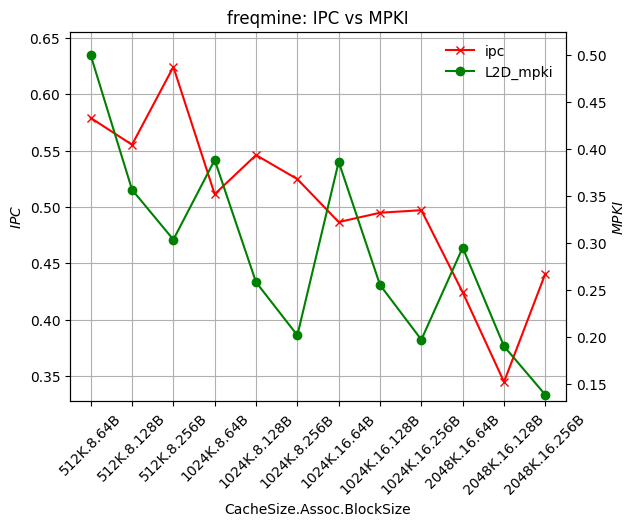 freqmine: IPC vs MPKI
ipc
L2D_mpki
0.65
0.60
0.55
0.50
0.45
0.40
0.35
IPC
0.50
0.45
0.40
0.35
0.30
0.25
0.20
0.15
MPKI
512K.8.64B
512K.8.128B
512K.8.256B
1024K.8.64B
1024K.8.128B
1024K.8.256B
1024K.16.64B
1024K.16.128B
1024K.16.256B
2048K.16.64B
2048K.16.128B
2048K.16.256B
CacheSize.Assoc.BlockSize